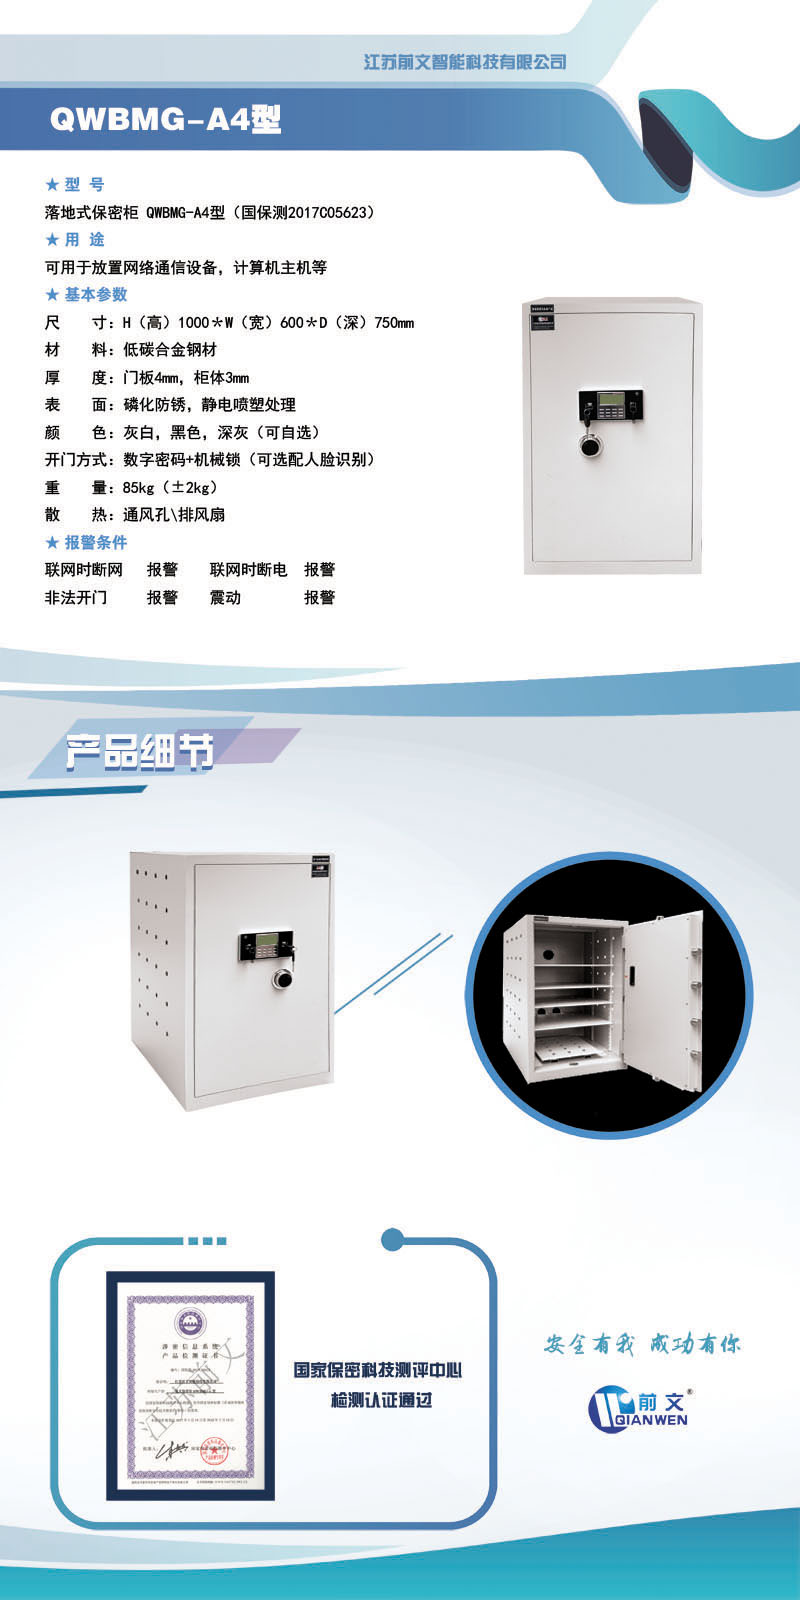 江苏前文智能科技有限公司
QWBMG-A4型
★ 型 号
落地式保密柜 QWBMG-A4型（国保测2017C05623）
★ 用 途
可用于放置网络通信设备，计算机主机等
★ 基本参数
尺 寸：H（高）1000＊W（宽）600＊D（深）750mm
材 料：低碳合金钢材
厚 度：门板4mm，柜体3mm
表 面：磷化防锈，静电喷塑处理
颜 色：灰白，黑色，深灰（可自选）
开门方式：数字密码+机械锁（可选配人脸识别）
重 量：85kg（±2kg）
散 热：通风孔\排风扇
★ 报警条件
联网时断网 报警 联网时断电 报警
非法开门 报警 震动 报警
产品细节
涉密信息系统
产品检测证书
江苏前文
国家保密科技测评中心
检测认证通过
安全有我 成功有你
前文®
QIANWEN